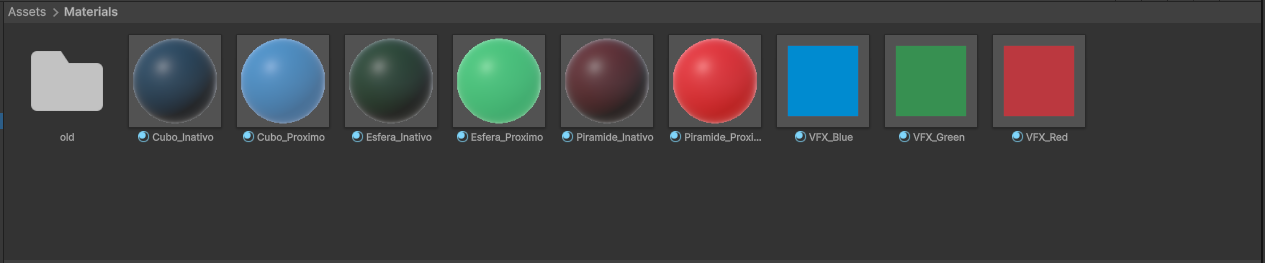 Assets > Materials
old Cubo_Inativo Cubo_Proximo Esfera_Inativo Esfera_Proximo Piramide_Inativo Piramide_Proxi... VFX_Blue VFX_Green VFX_Red